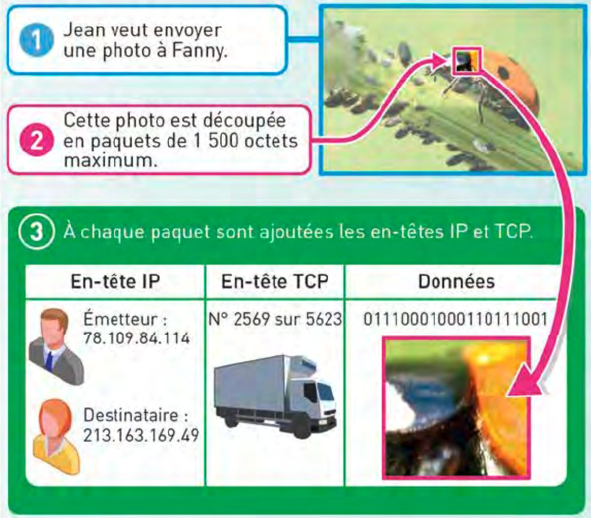 1 Jean veut envoyer
une photo à Fanny.
2 Cette photo est découpée
en paquets de 1 500 octets
maximum.
3 À chaque paquet sont ajoutées les en-têtes IP et TCP.
En-tête IP En-tête TCP Données
Émetteur : N° 2569 sur 5623 01110001000110111001
78.109.84.114
Destinataire :
213.163.169.49